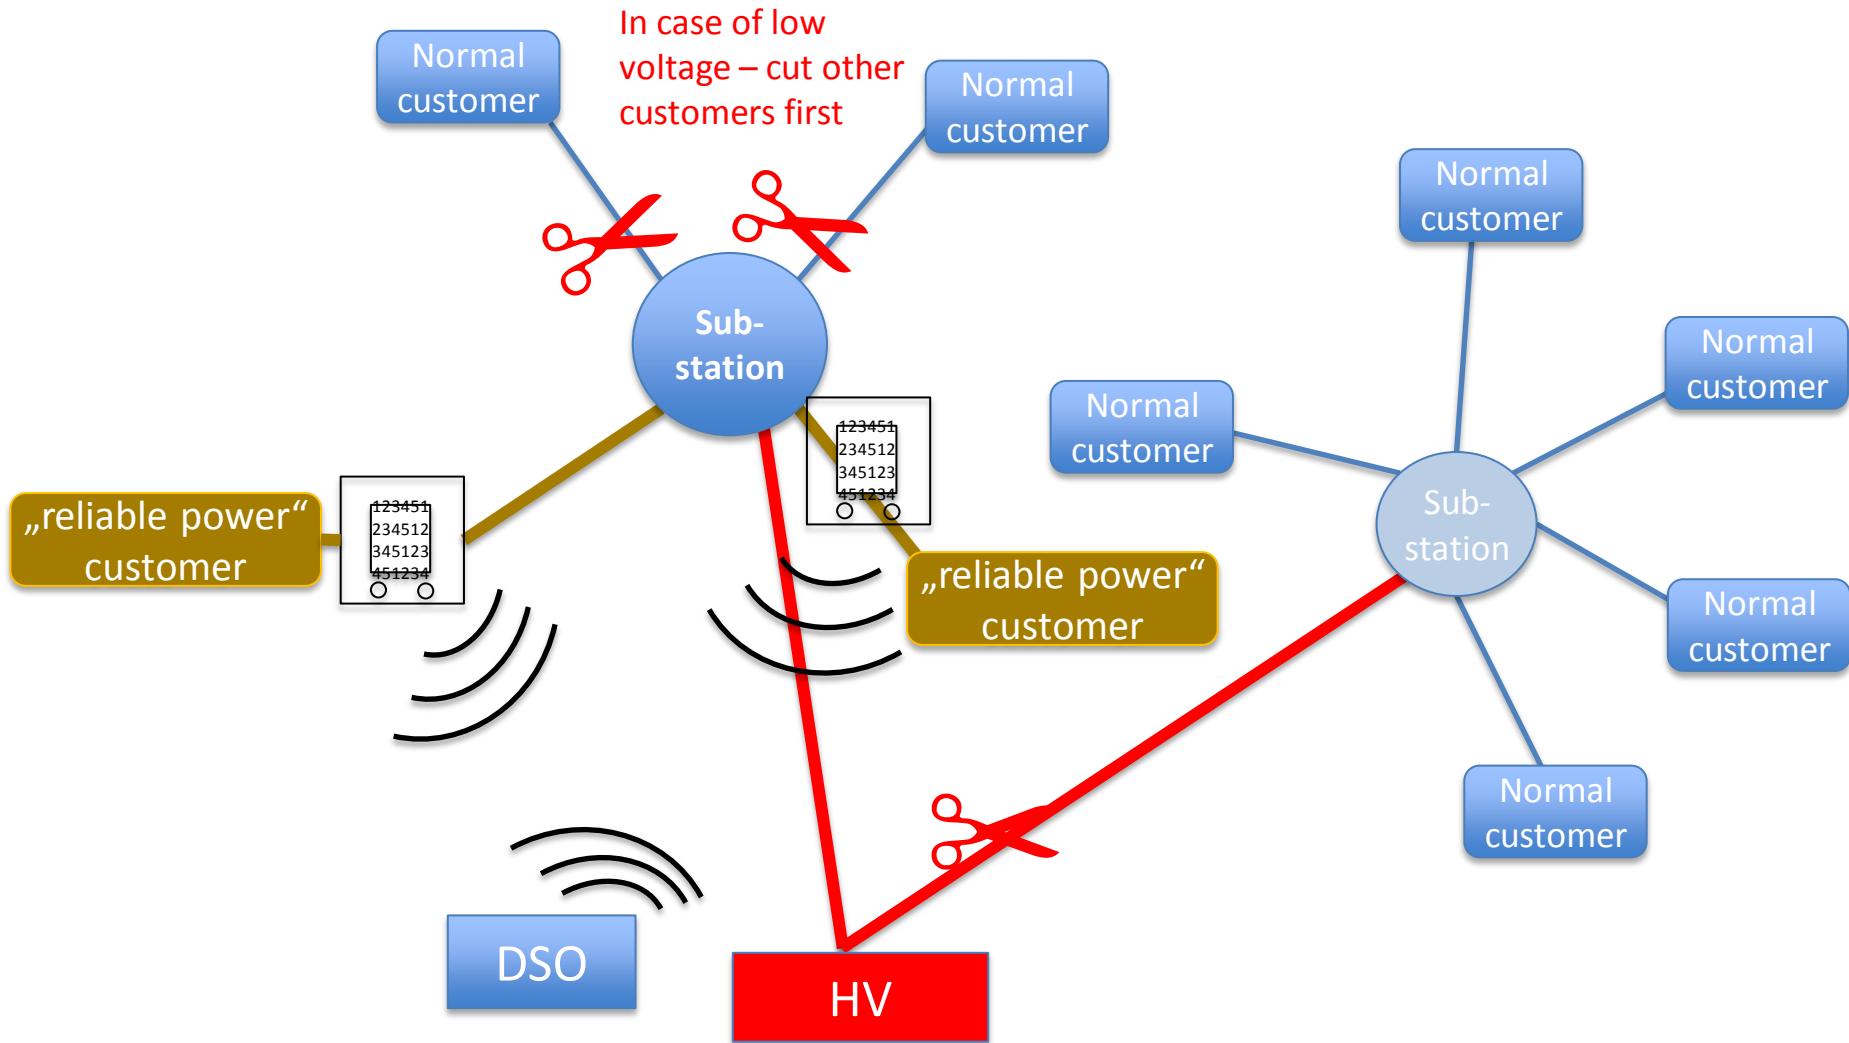 In case of low
voltage – cut other
customers first
Normal
customer
Normal
customer
Normal
customer
Sub-
station
Normal
customer
Normal
customer
123451
234512
345123
451234
123451
234512
345123
451234
„reliable power“
customer
Sub-
station
„reliable power“
customer
Normal
customer
Normal
customer
DSO
HV